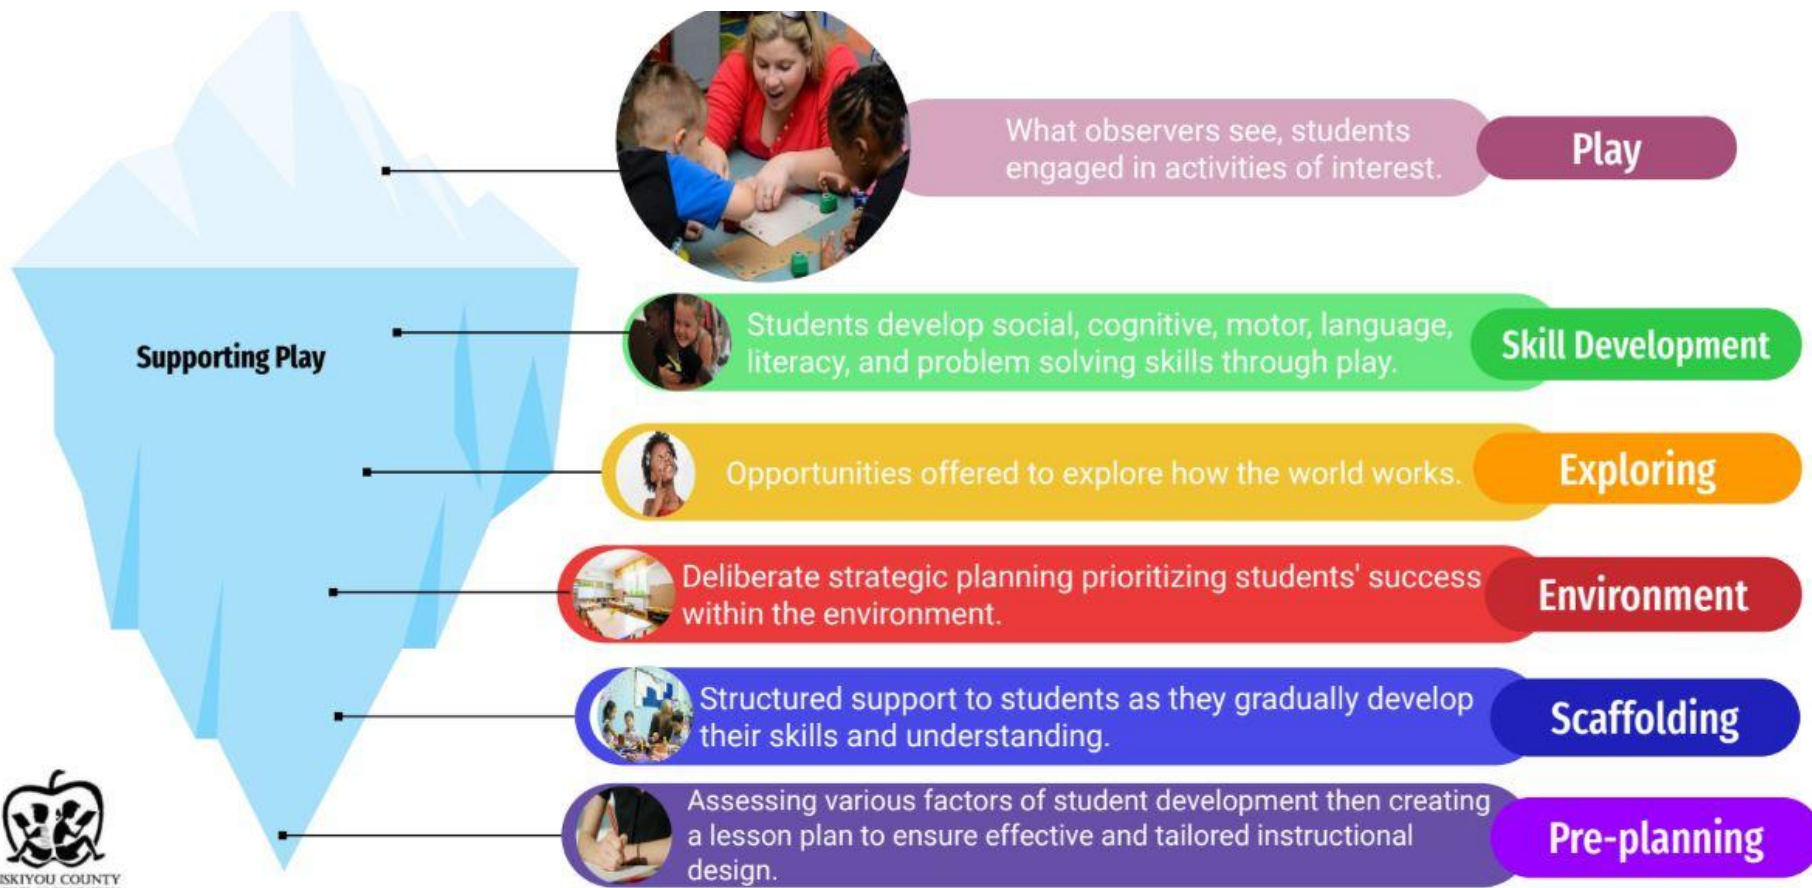 What observers see, students
engaged in activities of interest.
Play
Supporting Play
Students develop social, cognitive, motor, language,
literacy, and problem solving skills through play.
Skill Development
Opportunities offered to explore how the world works.
Exploring
Deliberate strategic planning prioritizing students' success
within the environment.
Environment
Structured support to students as they gradually develop
their skills and understanding.
Scaffolding
Assessing various factors of student development then creating
a lesson plan to ensure effective and tailored instructional
design.
Pre-planning
ISKIYOU COUNTY